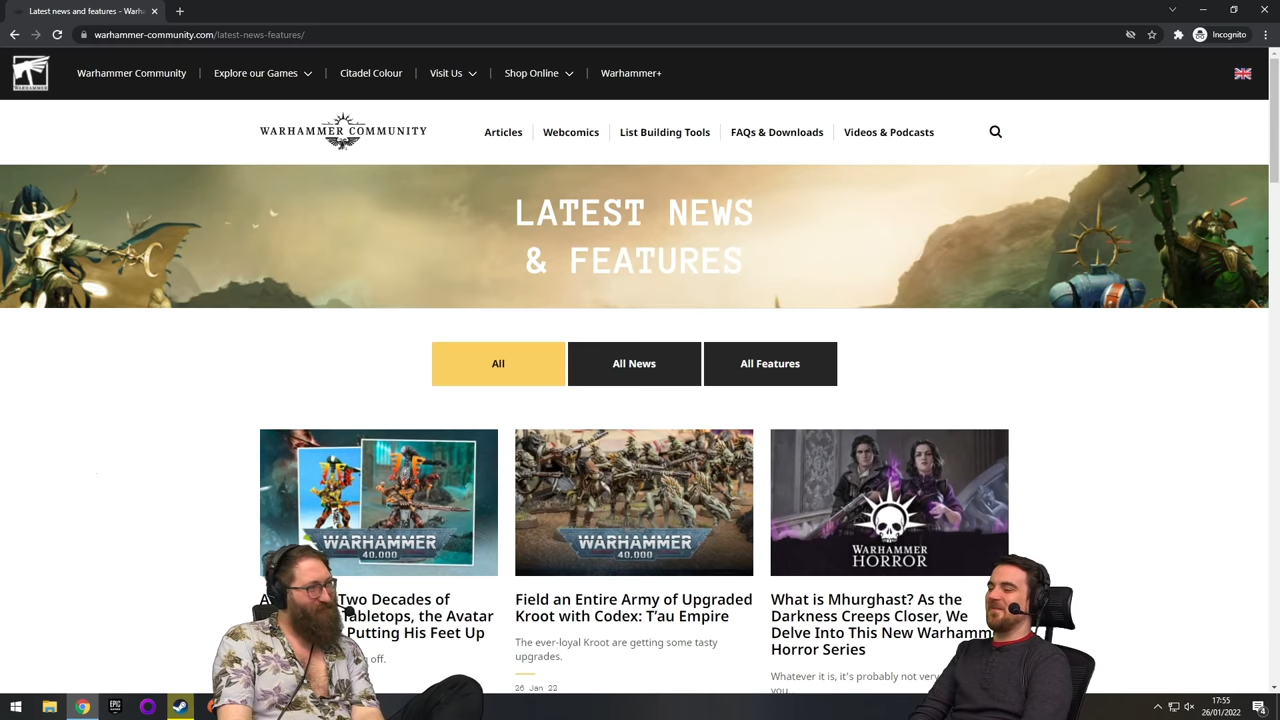 Latest news and features - Warh
warhammer-community.com/latest-news-features/
Incognito
WARHAMMER
Warhammer Community
Explore our Games
Citadel Colour
Visit Us
Shop Online
Warhammer+
WARHAMMER COMMUNITY
Articles
Webcomics
List Building Tools
FAQs & Downloads
Videos & Podcasts
LATEST NEWS
& FEATURES
All
All News
All Features
WARHAMMER
40,000
WARHAMMER
40,000
WARHAMMER
HORROR
Two Decades of
Tabletops, the Avatar
Putting His Feet Up
off.
Field an Entire Army of Upgraded
Kroot with Codex: T’au Empire
The ever-loyal Kroot are getting some tasty
upgrades.
26 Jan 22
What is Mhurghast? As the
Darkness Creeps Closer, We
Delve Into This New Warhamm
Horror Series
Whatever it is, it's probably not very
you.
EPIC
17:55
26/01/2022
4